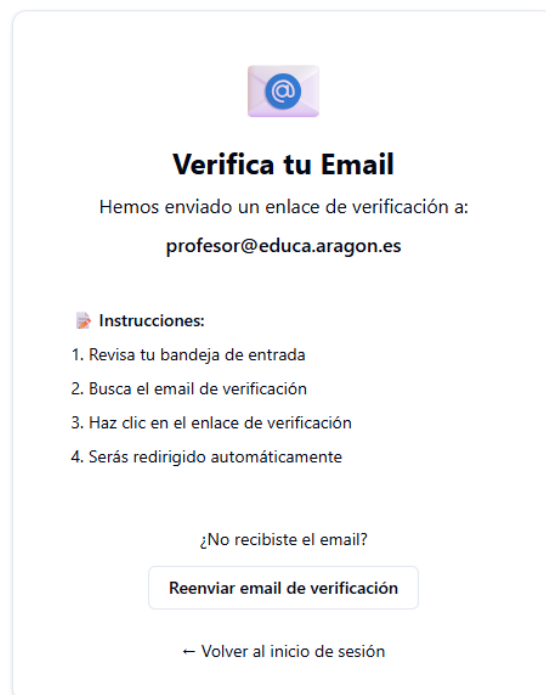 @
Verifica tu Email
Hemos enviado un enlace de verificación a:
profesor@educa.aragon.es
Instrucciones:
1. Revisa tu bandeja de entrada
2. Busca el email de verificación
3. Haz clic en el enlace de verificación
4. Serás redirigido automáticamente
¿No recibiste el email?
Reenviar email de verificación
← Volver al inicio de sesión